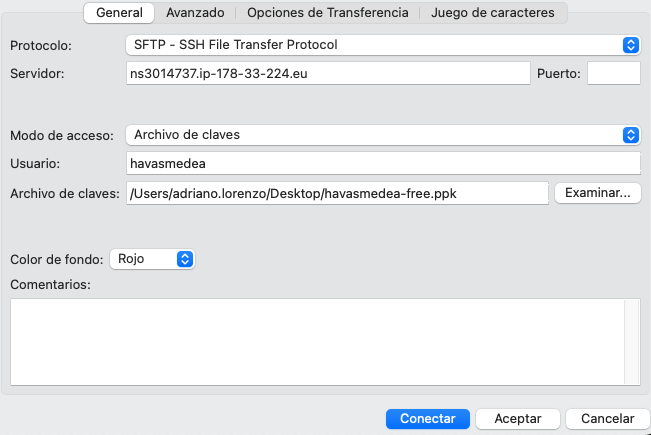 General Avanzado Opciones de Transferencia Juego de caracteres
Protocolo: SFTP - SSH File Transfer Protocol
Servidor: ns3014737.ip-178-33-224.eu Puerto:
Modo de acceso: Archivo de claves
Usuario: havasmedea
Archivo de claves: /Users/adriano.lorenzo/Desktop/havasmedea-free.ppk Examinar...
Color de fondo: Rojo
Comentarios:
Conectar Aceptar Cancelar